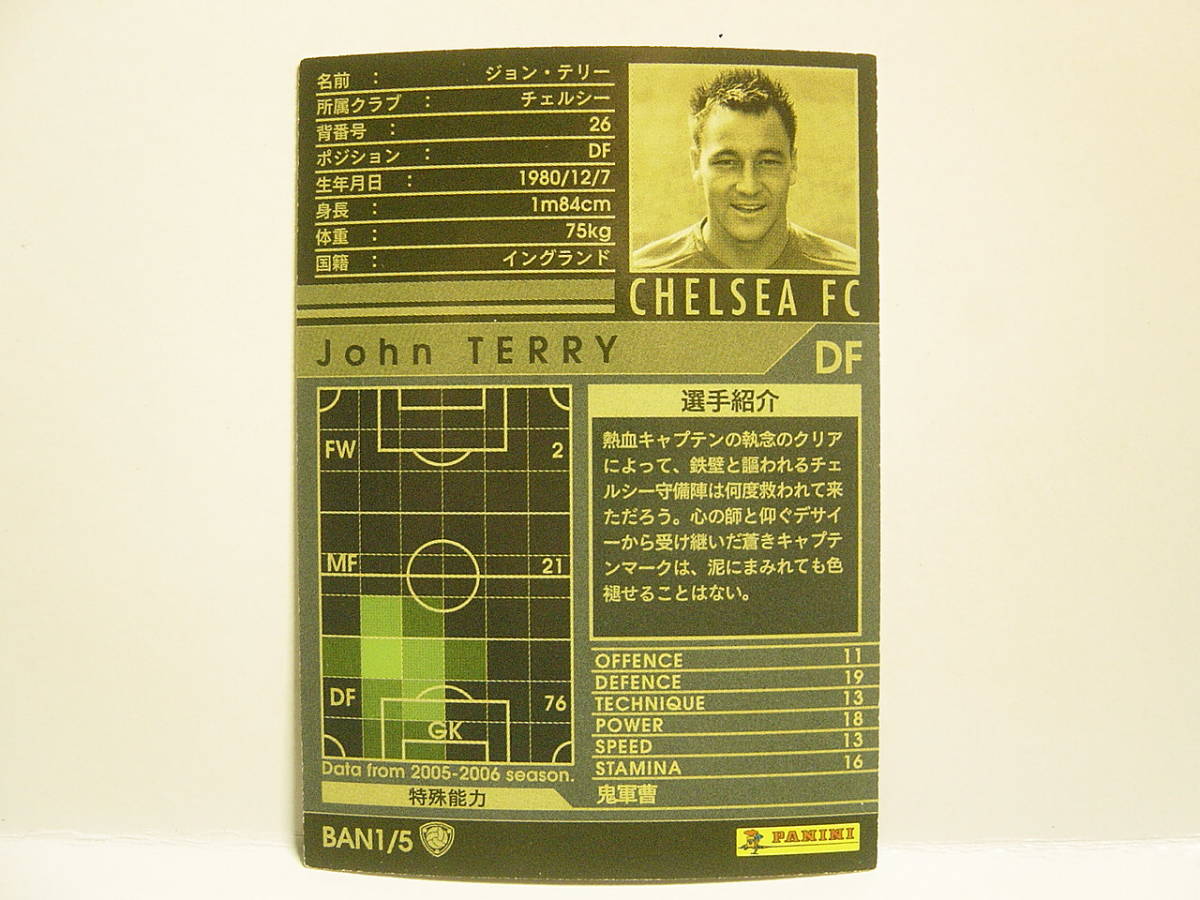 名前 : ジョン・テリー
所属クラブ : チェルシー
背番号 : 26
ポジション : DF
生年月日 : 1980/12/7
身長 : 1m84cm
体重 : 75kg
国籍 : イングランド
CHELSEA FC
John TERRY
DF
FW 2
MF 21
DF 76
GK
Data from 2005-2006 season.
選手紹介
熱血キャプテンの執念のクリア
によって、鉄壁と謳われるチェ
ルシー守備陣は何度救われて来
ただろう。心の師と仰ぐデサイ
ーから受け継いだ蒼きキャプテ
ンマークは、泥にまみれても色
褪せることはない。
OFFENCE 11
DEFENCE 19
TECHNIQUE 13
POWER 18
SPEED 13
STAMINA 16
特殊能力 鬼軍曹
BAN1/5
PANINI